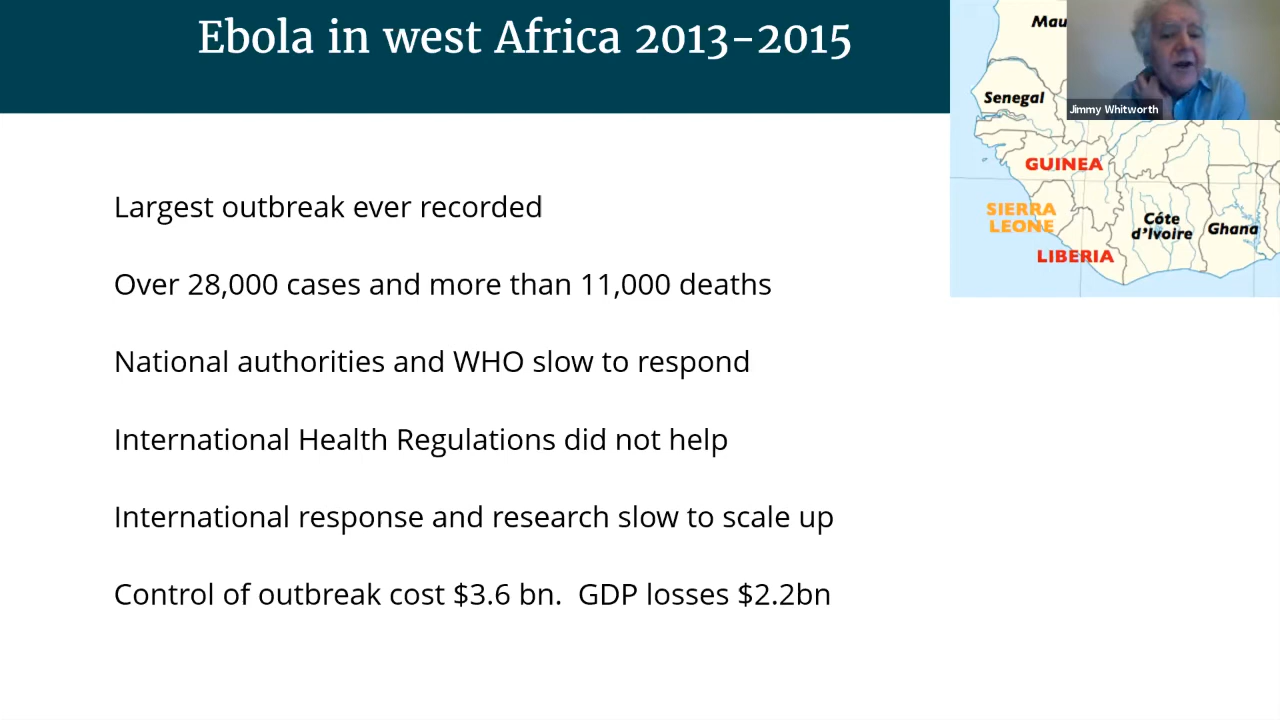 Ebola in west Africa 2013-2015
Mau
Jimmy Whitworth
Senegal
GUINEA
SIERRA
LEONE
Côte
d'Ivoire
Ghana
LIBERIA
Largest outbreak ever recorded
Over 28,000 cases and more than 11,000 deaths
National authorities and WHO slow to respond
International Health Regulations did not help
International response and research slow to scale up
Control of outbreak cost $3.6 bn.  GDP losses $2.2bn